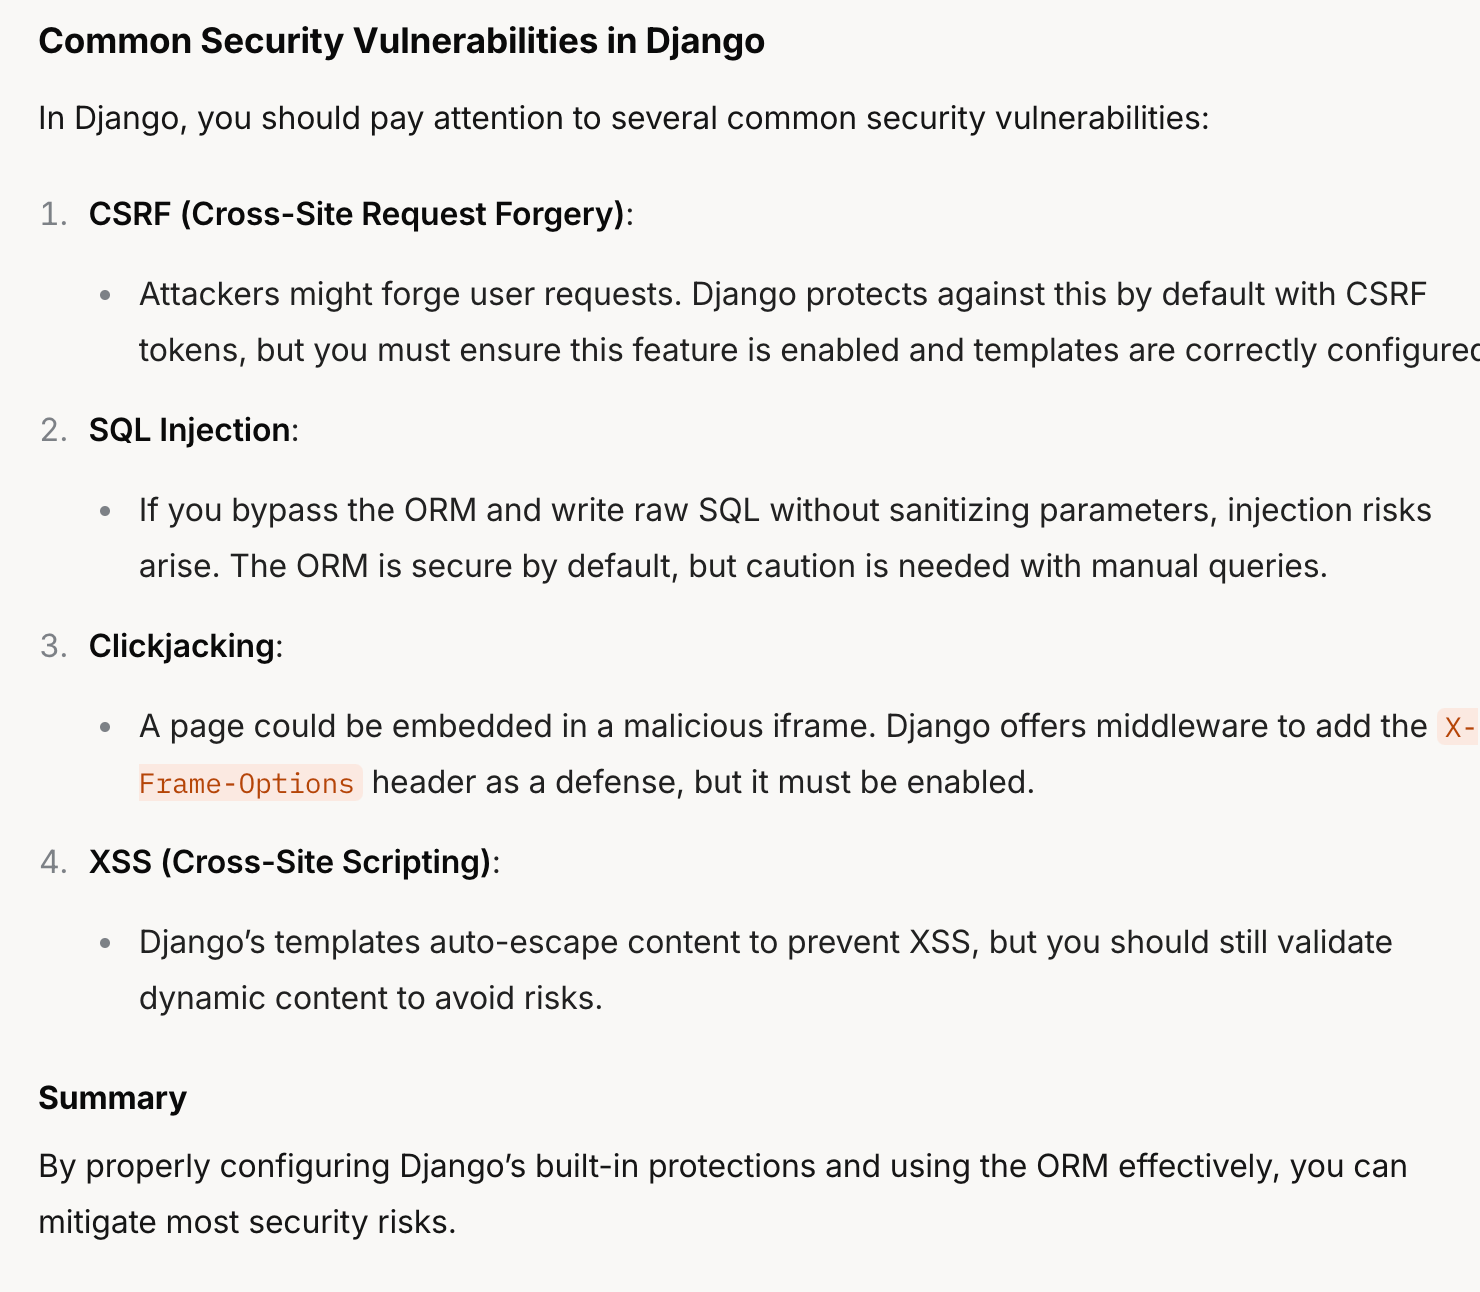 Common Security Vulnerabilities in Django
In Django, you should pay attention to several common security vulnerabilities:
1. CSRF (Cross-Site Request Forgery):
• Attackers might forge user requests. Django protects against this by default with CSRF
tokens, but you must ensure this feature is enabled and templates are correctly configured
2. SQL Injection:
• If you bypass the ORM and write raw SQL without sanitizing parameters, injection risks
arise. The ORM is secure by default, but caution is needed with manual queries.
3. Clickjacking:
• A page could be embedded in a malicious iframe. Django offers middleware to add the X-
Frame-Options header as a defense, but it must be enabled.
4. XSS (Cross-Site Scripting):
• Django’s templates auto-escape content to prevent XSS, but you should still validate
dynamic content to avoid risks.
Summary
By properly configuring Django’s built-in protections and using the ORM effectively, you can
mitigate most security risks.